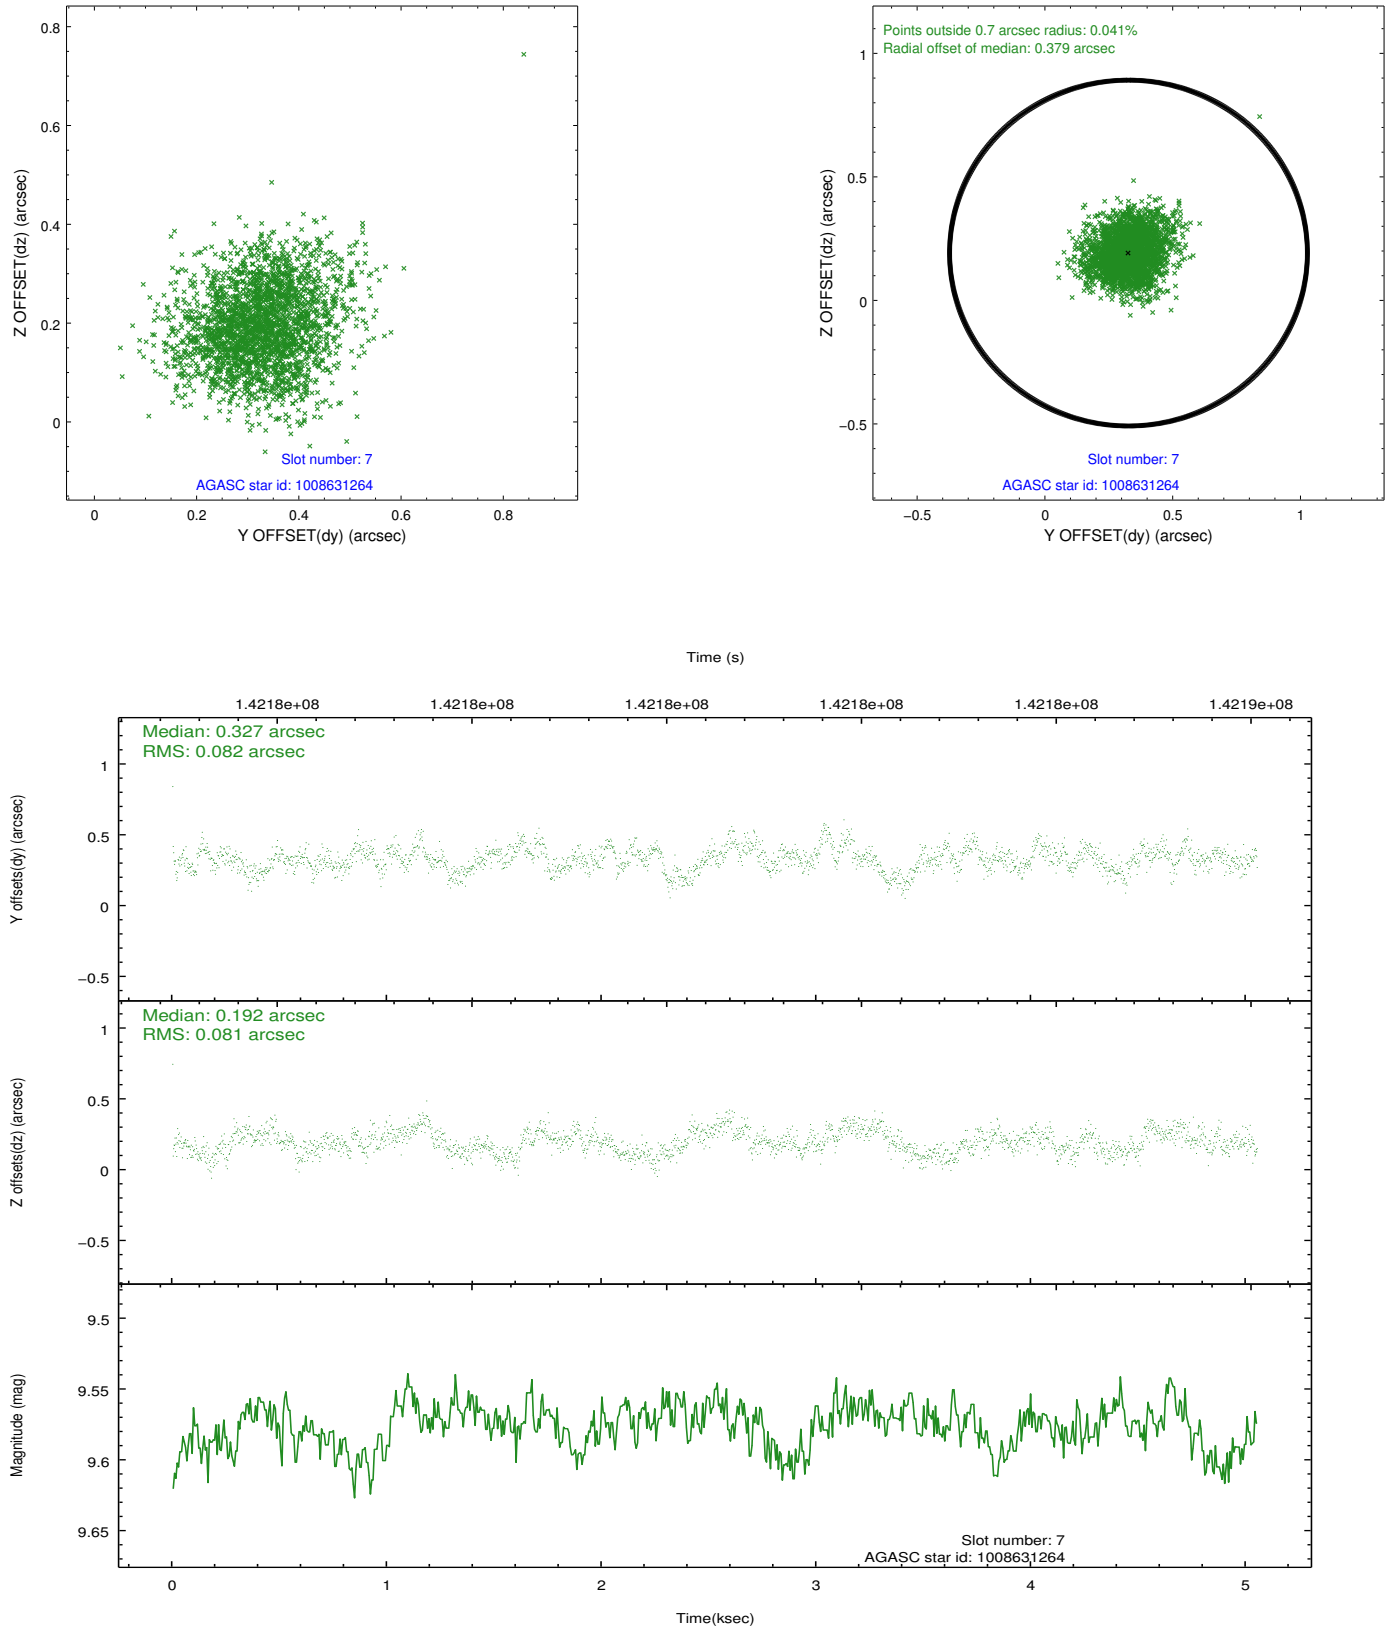 0.8
0.6
0.4
0.2
0
Z OFFSET(dz) (arcsec)
Slot number: 7
AGASC star id: 1008631264
0 0.2 0.4 0.6 0.8
Y OFFSET(dy) (arcsec)
Points outside 0.7 arcsec radius: 0.041%
Radial offset of median: 0.379 arcsec
1
0.5
0
−0.5
Z OFFSET(dz) (arcsec)
Slot number: 7
AGASC star id: 1008631264
−0.5 0 0.5 1
Y OFFSET(dy) (arcsec)
Time (s)
1.4218e+08 1.4218e+08 1.4218e+08 1.4218e+08 1.4218e+08 1.4219e+08
Median: 0.327 arcsec
RMS: 0.082 arcsec
1
0.5
0
−0.5
Y offsets(dy) (arcsec)
Median: 0.192 arcsec
RMS: 0.081 arcsec
1
0.5
0
−0.5
Z offsets(dz) (arcsec)
9.5
9.55
9.6
9.65
Magnitude (mag)
Slot number: 7
AGASC star id: 1008631264
0 1 2 3 4 5
Time(ksec)